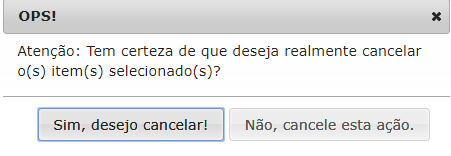 OPS!
Atenção: Tem certeza de que deseja realmente cancelar
o(s) item(s) selecionado(s)?
Sim, desejo cancelar! Não, cancele esta ação.